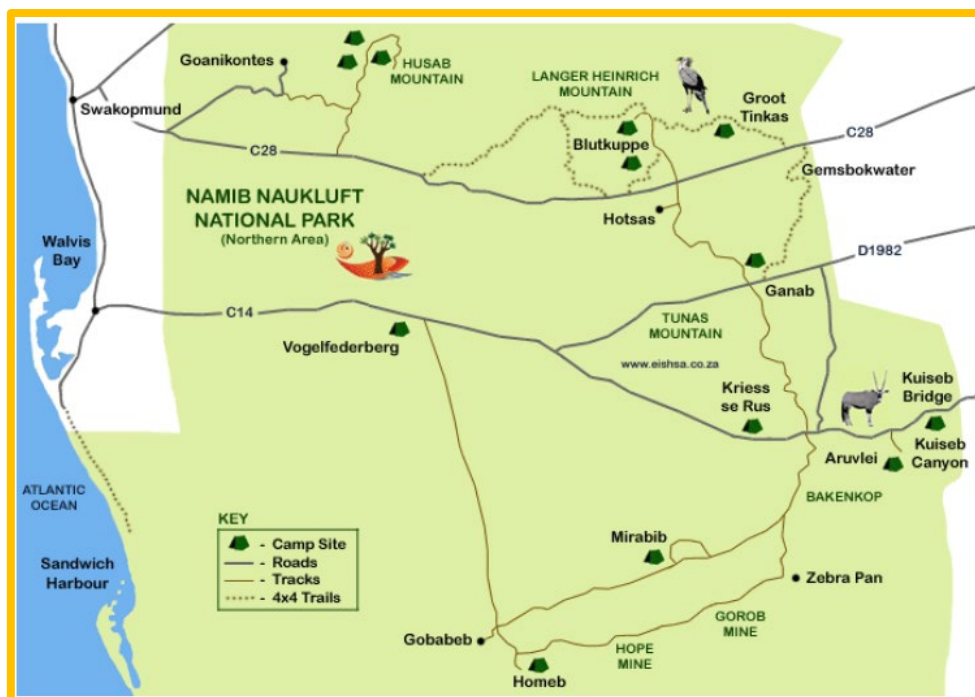 Goanikontes
HUSAB
MOUNTAIN
LANGER HEINRICH
MOUNTAIN
Groot
Tinkas
Swakopmund
C28
Blutkuppe
C28
Gemsbokwater
NAMIB NAUKLUFT
NATIONAL PARK
(Northern Area)
Hotsas
Walvis
Bay
D1982
Ganab
C14
TUNAS
MOUNTAIN
Vogelfederberg
www.eishsa.co.za
Kriess
se Rus
Kuiseb
Bridge
Aruvlei
Kuiseb
Canyon
ATLANTIC
OCEAN
BAKENKOP
KEY
- Camp Site
- Roads
- Tracks
- 4x4 Trails
Mirabib
Sandwich
Harbour
Zebra Pan
Gobabeb
GOROB
MINE
HOPE
MINE
Homeb